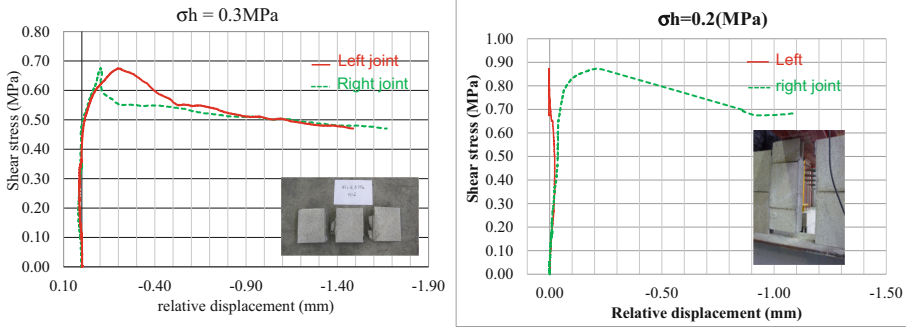 σh = 0.3MPa
0.80
0.70
0.60
0.50
0.40
0.30
0.20
0.10
0.00
Shear stress (MPa)
Left joint
Right joint
0.10
-0.40
-0.90
-1.40
-1.90
relative displacement (mm)
σh=0.2(MPa)
1.00
0.90
0.80
0.70
0.60
0.50
0.40
0.30
0.20
0.10
0.00
Shear stress (MPa)
Left
right joint
0.00
-0.50
-1.00
-1.50
Relative displacement (mm)